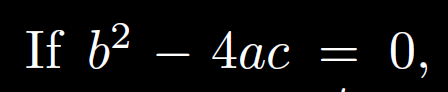 If b² − 4ac = 0,